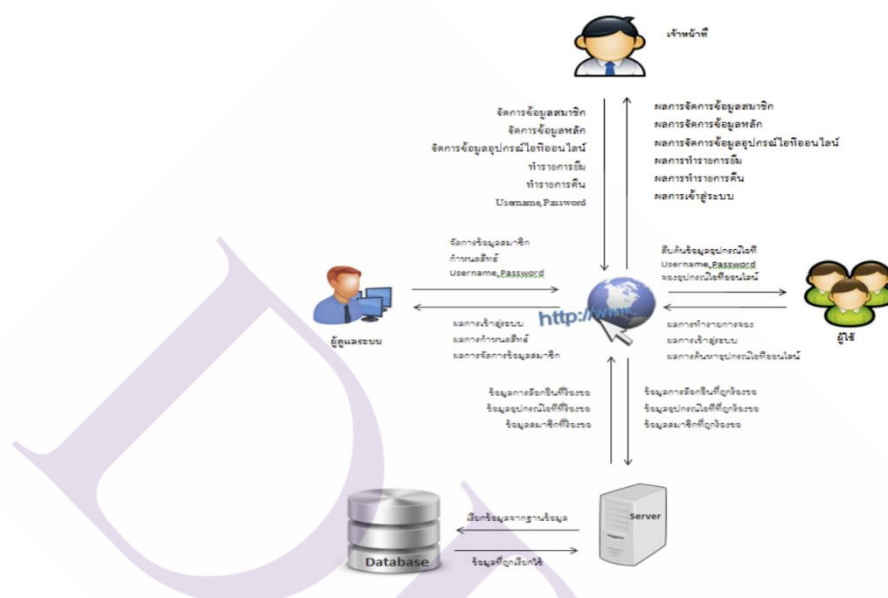 เจ้าหน้าที่
จัดการข้อมูลสมาชิก
จัดการข้อมูลหลัก
จัดการข้อมูลอุปกรณ์ไอทีออนไลน์
ทำรายการยืม
ทำรายการคืน
Username,Password
ผลการจัดการข้อมูลสมาชิก
ผลการจัดการข้อมูลหลัก
ผลการจัดการข้อมูลอุปกรณ์ไอทีออนไลน์
ผลการทำรายการยืม
ผลการทำรายการคืน
ผลการเข้าสู่ระบบ
จัดการข้อมูลสมาชิก
กำหนดสิทธ์
Username,Password
ผู้ดูแลระบบ
ผลการเข้าสู่ระบบ
ผลการกำหนดสิทธ์
ผลการจัดการข้อมูลสมาชิก
http://
สืบค้นข้อมูลอุปกรณ์ไอที
Username,Password
จองอุปกรณ์ไอทีออนไลน์
ผลการทำรายการจอง
ผลการเข้าสู่ระบบ
ผลการค้นหาอุปกรณ์ไอทีออนไลน์
ผู้ใช้
ข้อมูลการล๊อกอินที่ร้องขอ
ข้อมูลอุปกรณ์ไอทีที่ร้องขอ
ข้อมูลสมาชิกที่ร้องขอ
ข้อมูลการล๊อกอินที่ถูกร้องขอ
ข้อมูลอุปกรณ์ไอทีที่ถูกร้องขอ
ข้อมูลสมาชิกที่ถูกร้องขอ
Database
เรียกข้อมูลจากฐานข้อมูล
ข้อมูลที่ถูกเรียกใช้
Server